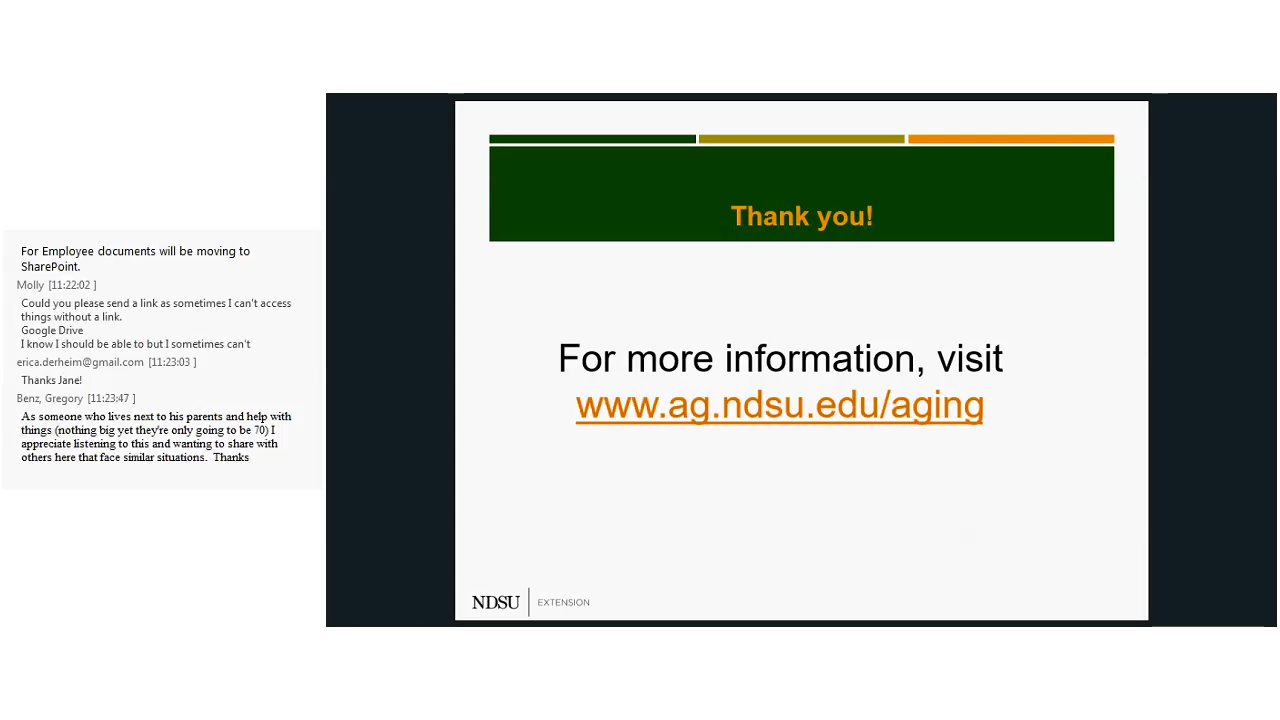 For Employee documents will be moving to
SharePoint.
Molly [11:22:02 ]
Could you please send a link as sometimes I can't access
things without a link.
Google Drive
I know I should be able to but I sometimes can't
erica.derheim@gmail.com [11:23:03 ]
Thanks Jane!
Benz, Gregory [11:23:47 ]
As someone who lives next to his parents and help with
things (nothing big yet they're only going to be 70) I
appreciate listening to this and wanting to share with
others here that face similar situations.  Thanks
Thank you!
For more information, visit
www.ag.ndsu.edu/aging
NDSU EXTENSION